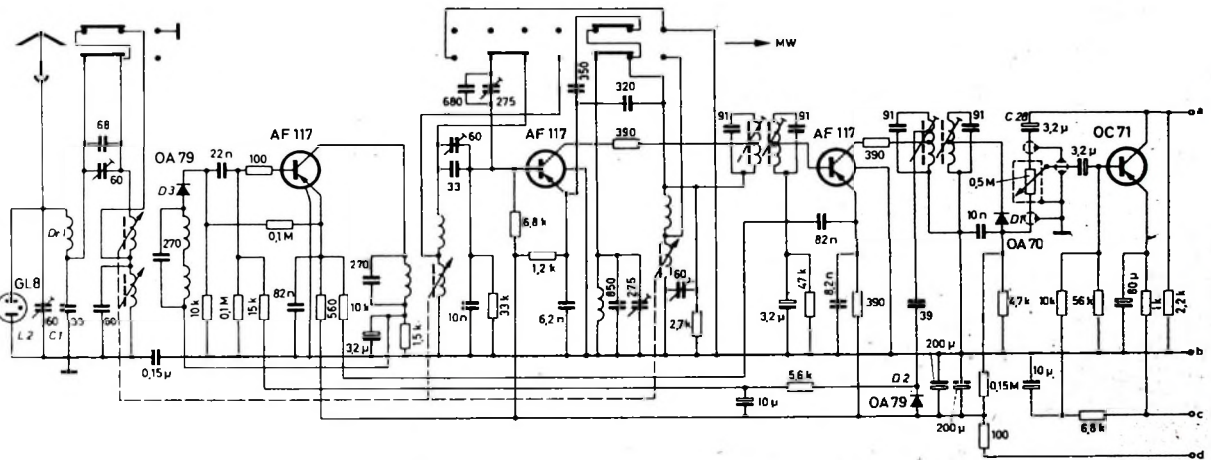 MW
680
275
350
320
68
60
22 n
100
AF 117
60
33
AF 117
390
91
91
AF 117
390
91
91
C 28
3,2 µ
3,2 µ
OC 71
a
OA 79
D3
0,5 M
Dr
270
0,1 M
6,8 k
1,2 k
82 n
10 n
D1
OA 70
GL 8
L2
60
C1
33
60
10 k
0,1 M
15 k
82 n
560
10 k
270
3,2 µ
1,5 k
10 n
33 k
6,2 n
850
275
60
2,7 k
3,2 µ
47 k
8,2 n
390
39
4,7 k
10 k
56 k
80 µ
1 k
2,2 k
0,15 µ
b
200 µ
5,6 k
D2
OA 79
10 µ
200 µ
0,15 M
10 µ
6,8 k
c
100
d